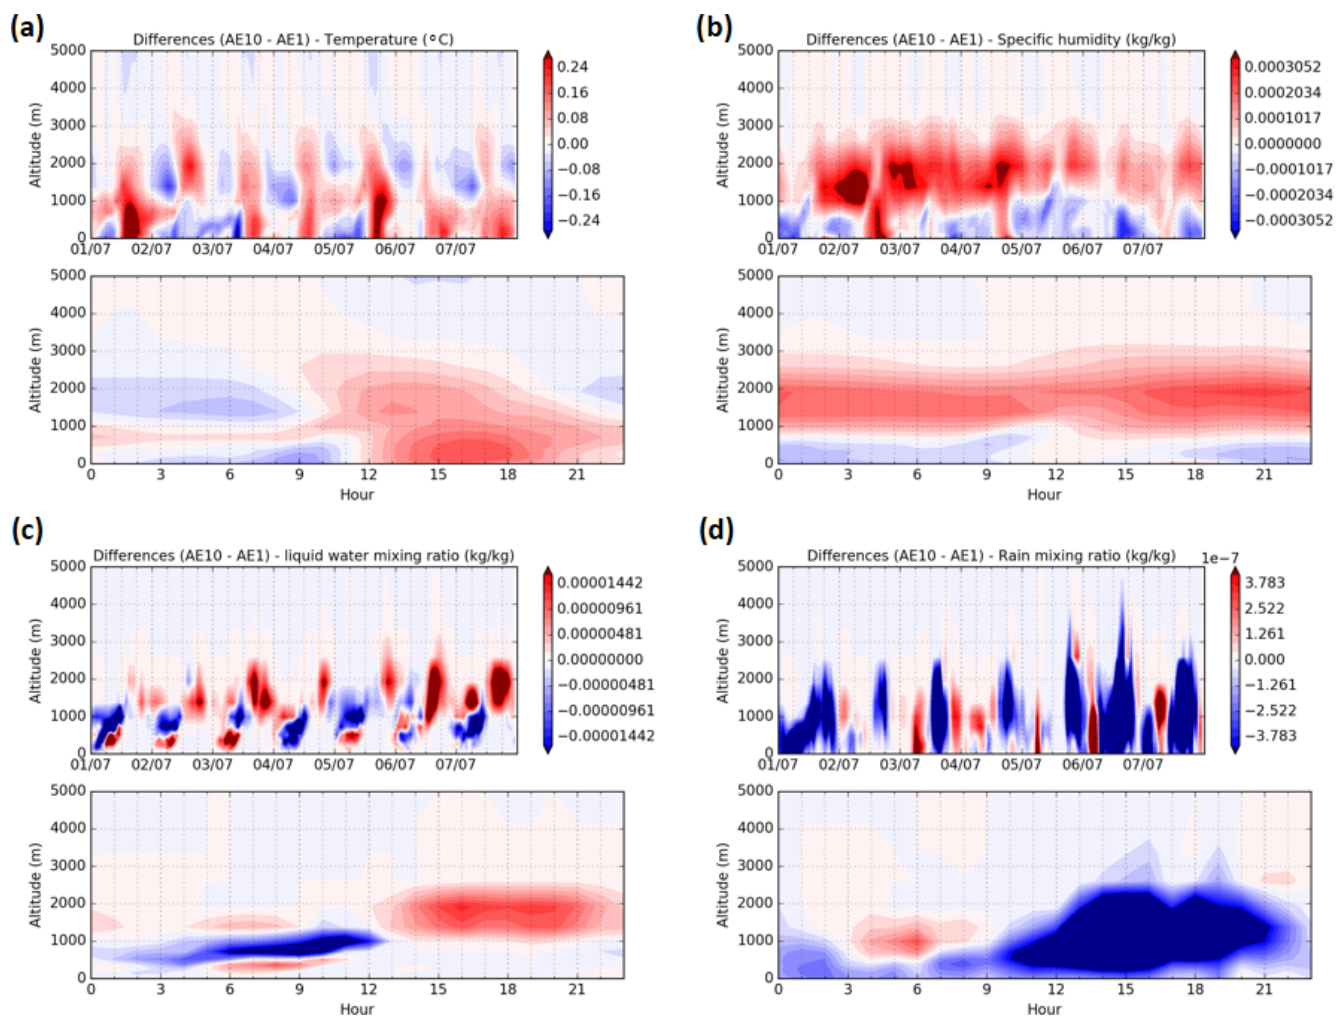 (a)
Differences (AE10 - AE1) - Temperature (ºC)
5000
4000
3000
2000
1000
0
Altitude (m)
01/07 02/07 03/07 04/07 05/07 06/07 07/07
0.24
0.16
0.08
0.00
−0.08
−0.16
−0.24
5000
4000
3000
2000
1000
0
Altitude (m)
0 3 6 9 12 15 18 21
Hour
(b)
Differences (AE10 - AE1) - Specific humidity (kg/kg)
5000
4000
3000
2000
1000
0
Altitude (m)
01/07 02/07 03/07 04/07 05/07 06/07 07/07
0.0003052
0.0002034
0.0001017
0.0000000
−0.0001017
−0.0002034
−0.0003052
5000
4000
3000
2000
1000
0
Altitude (m)
0 3 6 9 12 15 18 21
Hour
(c)
Differences (AE10 - AE1) - liquid water mixing ratio (kg/kg)
5000
4000
3000
2000
1000
0
Altitude (m)
01/07 02/07 03/07 04/07 05/07 06/07 07/07
0.00001442
0.00000961
0.00000481
0.00000000
−0.00000481
−0.00000961
−0.00001442
5000
4000
3000
2000
1000
0
Altitude (m)
0 3 6 9 12 15 18 21
Hour
(d)
Differences (AE10 - AE1) - Rain mixing ratio (kg/kg)
1e−7
5000
4000
3000
2000
1000
0
Altitude (m)
01/07 02/07 03/07 04/07 05/07 06/07 07/07
3.783
2.522
1.261
0.000
−1.261
−2.522
−3.783
5000
4000
3000
2000
1000
0
Altitude (m)
0 3 6 9 12 15 18 21
Hour